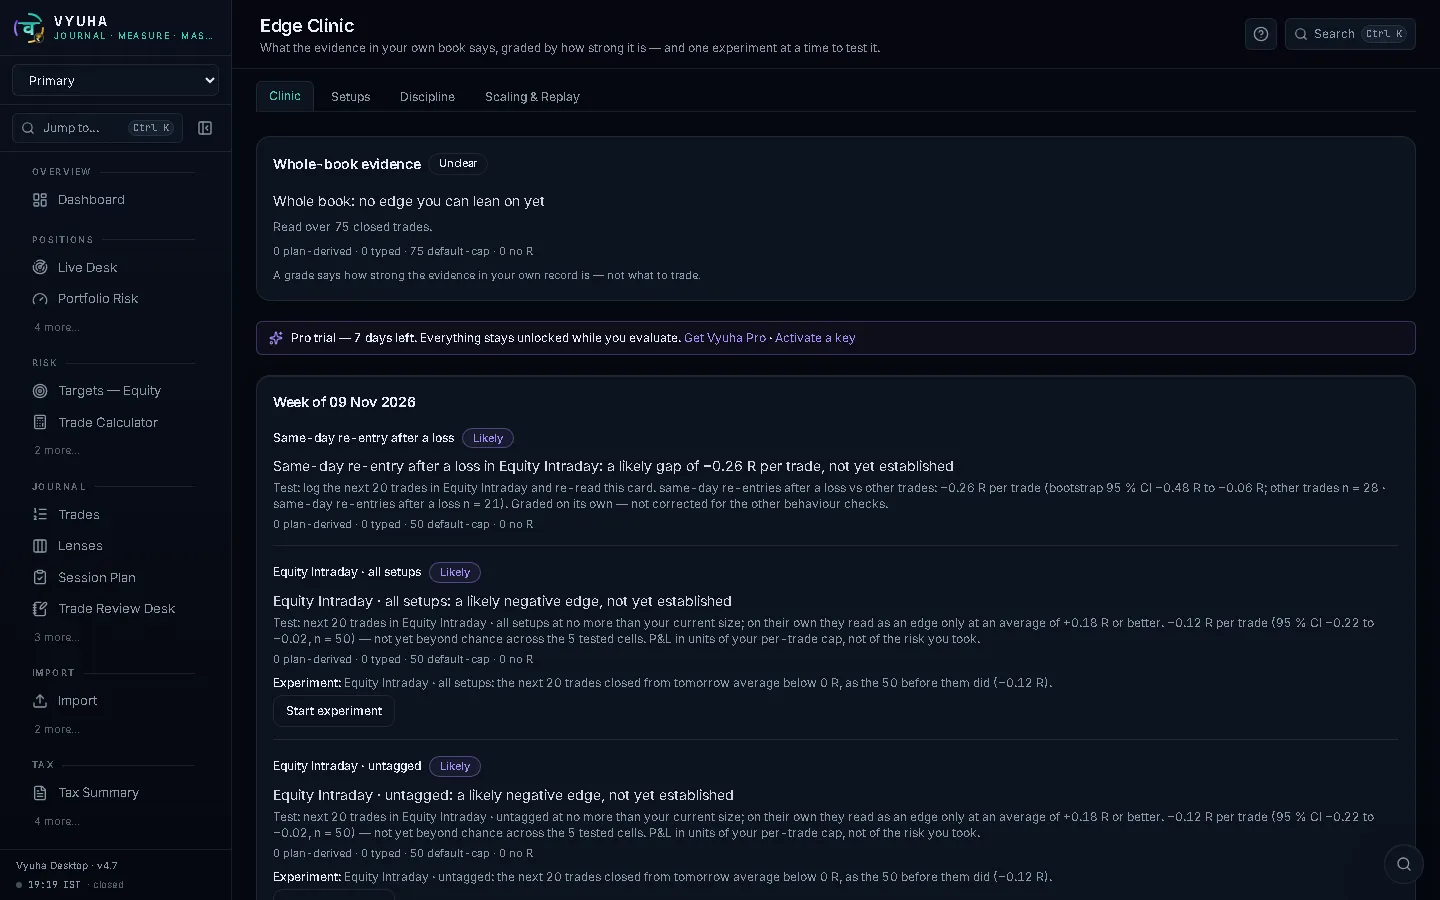 व
VYUHA
JOURNAL · MEASURE · MAS...
Primary
Jump to... Ctrl K
OVERVIEW
Dashboard
POSITIONS
Live Desk
Portfolio Risk
4 more...
RISK
Targets — Equity
Trade Calculator
2 more...
JOURNAL
Trades
Lenses
Session Plan
Trade Review Desk
3 more...
IMPORT
Import
2 more...
TAX
Tax Summary
4 more...
Vyuha Desktop · v4.7
19:19 IST · closed
Edge Clinic
What the evidence in your own book says, graded by how strong it is — and one experiment at a time to test it.
Search Ctrl K
Clinic Setups Discipline Scaling & Replay
Whole-book evidence Unclear
Whole book: no edge you can lean on yet
Read over 75 closed trades.
0 plan-derived · 0 typed · 75 default-cap · 0 no R
A grade says how strong the evidence in your own record is — not what to trade.
Pro trial — 7 days left. Everything stays unlocked while you evaluate. Get Vyuha Pro · Activate a key
Week of 09 Nov 2026
Same-day re-entry after a loss Likely
Same-day re-entry after a loss in Equity Intraday: a likely gap of −0.26 R per trade, not yet established
Test: log the next 20 trades in Equity Intraday and re-read this card. same-day re-entries after a loss vs other trades: −0.26 R per trade (bootstrap 95 % CI −0.48 R to −0.06 R; other trades n = 28 ·
same-day re-entries after a loss n = 21). Graded on its own — not corrected for the other behaviour checks.
0 plan-derived · 0 typed · 50 default-cap · 0 no R
Equity Intraday · all setups Likely
Equity Intraday · all setups: a likely negative edge, not yet established
Test: next 20 trades in Equity Intraday · all setups at no more than your current size; on their own they read as an edge only at an average of +0.18 R or better. −0.12 R per trade (95 % CI −0.22 to
−0.02, n = 50) — not yet beyond chance across the 5 tested cells. P&L in units of your per-trade cap, not of the risk you took.
0 plan-derived · 0 typed · 50 default-cap · 0 no R
Experiment: Equity Intraday · all setups: the next 20 trades closed from tomorrow average below 0 R, as the 50 before them did (−0.12 R).
Start experiment
Equity Intraday · untagged Likely
Equity Intraday · untagged: a likely negative edge, not yet established
Test: next 20 trades in Equity Intraday · untagged at no more than your current size; on their own they read as an edge only at an average of +0.18 R or better. −0.12 R per trade (95 % CI −0.22 to
−0.02, n = 50) — not yet beyond chance across the 5 tested cells. P&L in units of your per-trade cap, not of the risk you took.
0 plan-derived · 0 typed · 50 default-cap · 0 no R
Experiment: Equity Intraday · untagged: the next 20 trades closed from tomorrow average below 0 R, as the 50 before them did (−0.12 R).